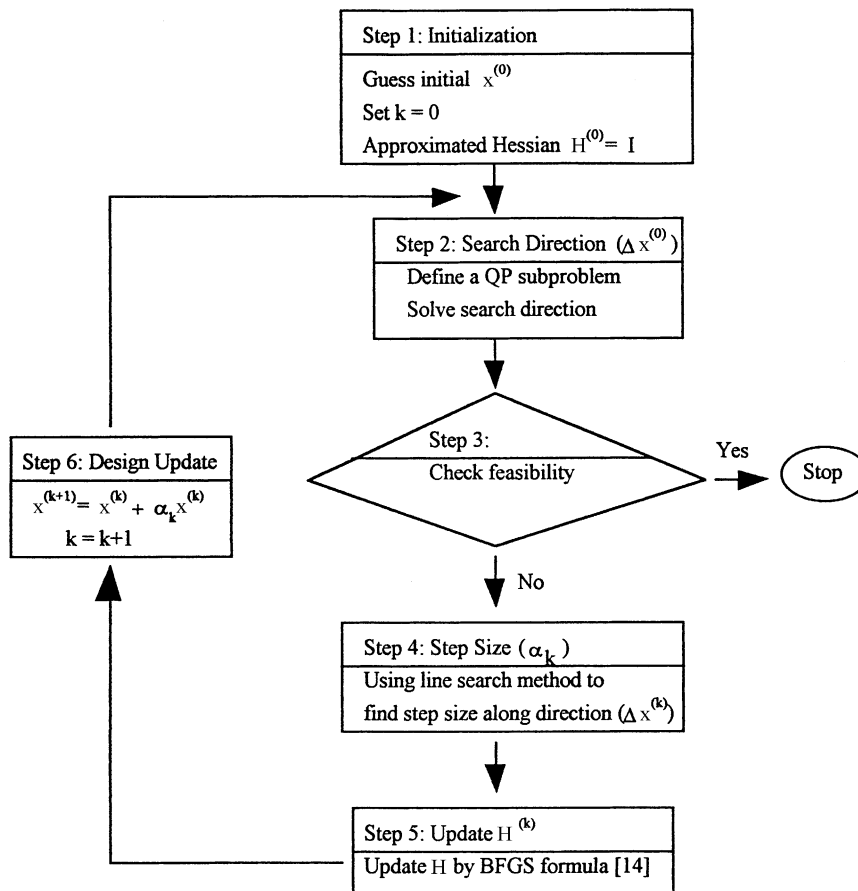 Step 1: Initialization
Guess initial x^(0)
Set k = 0
Approximated Hessian H^(0)= I
Step 2: Search Direction (Δx^(0))
Define a QP subproblem
Solve search direction
Step 3:
Check feasibility
Yes
Stop
No
Step 4: Step Size (α_k)
Using line search method to
find step size along direction (Δx^(k))
Step 5: Update H^(k)
Update H by BFGS formula [14]
Step 6: Design Update
x^(k+1)= x^(k) + α_k x^(k)
k = k+1